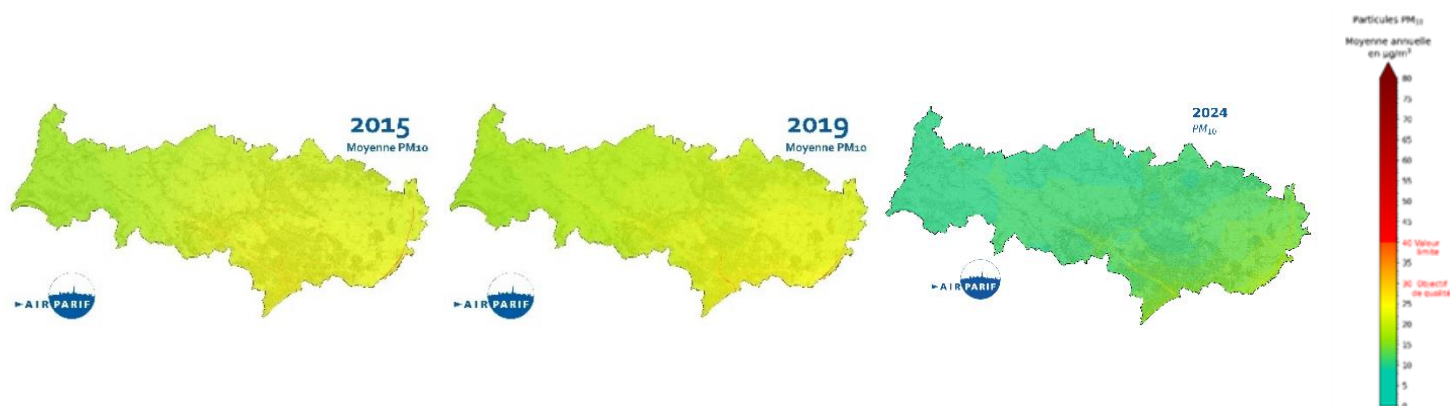 2015
Moyenne PM10
AIRPARIF
2019
Moyenne PM10
AIRPARIF
2024
PM₁₀
AIRPARIF
Particules PM₁₀
Moyenne annuelle
en µg/m³
80
75
70
65
60
55
50
45
40 Valeur
limite
35
30 Objectif
de qualité
25
20
15
10
5
0